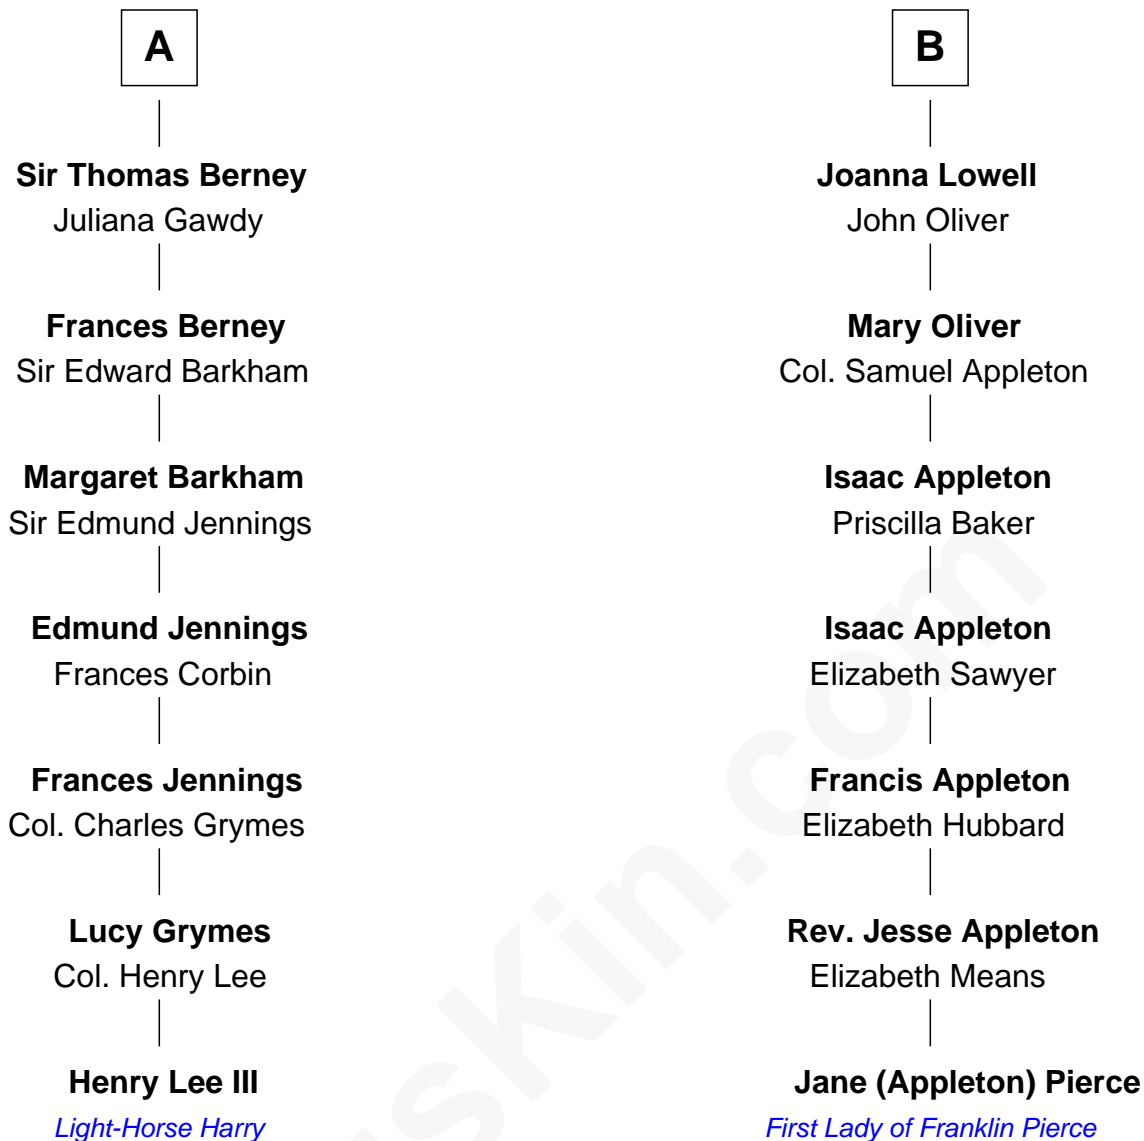 A
Sir Thomas Berney
Juliana Gawdy
Frances Berney
Sir Edward Barkham
Margaret Barkham
Sir Edmund Jennings
Edmund Jennings
Frances Corbin
Frances Jennings
Col. Charles Grymes
Lucy Grymes
Col. Henry Lee
Henry Lee III
Light-Horse Harry
B
Joanna Lowell
John Oliver
Mary Oliver
Col. Samuel Appleton
Isaac Appleton
Priscilla Baker
Isaac Appleton
Elizabeth Sawyer
Francis Appleton
Elizabeth Hubbard
Rev. Jesse Appleton
Elizabeth Means
Jane (Appleton) Pierce
First Lady of Franklin Pierce